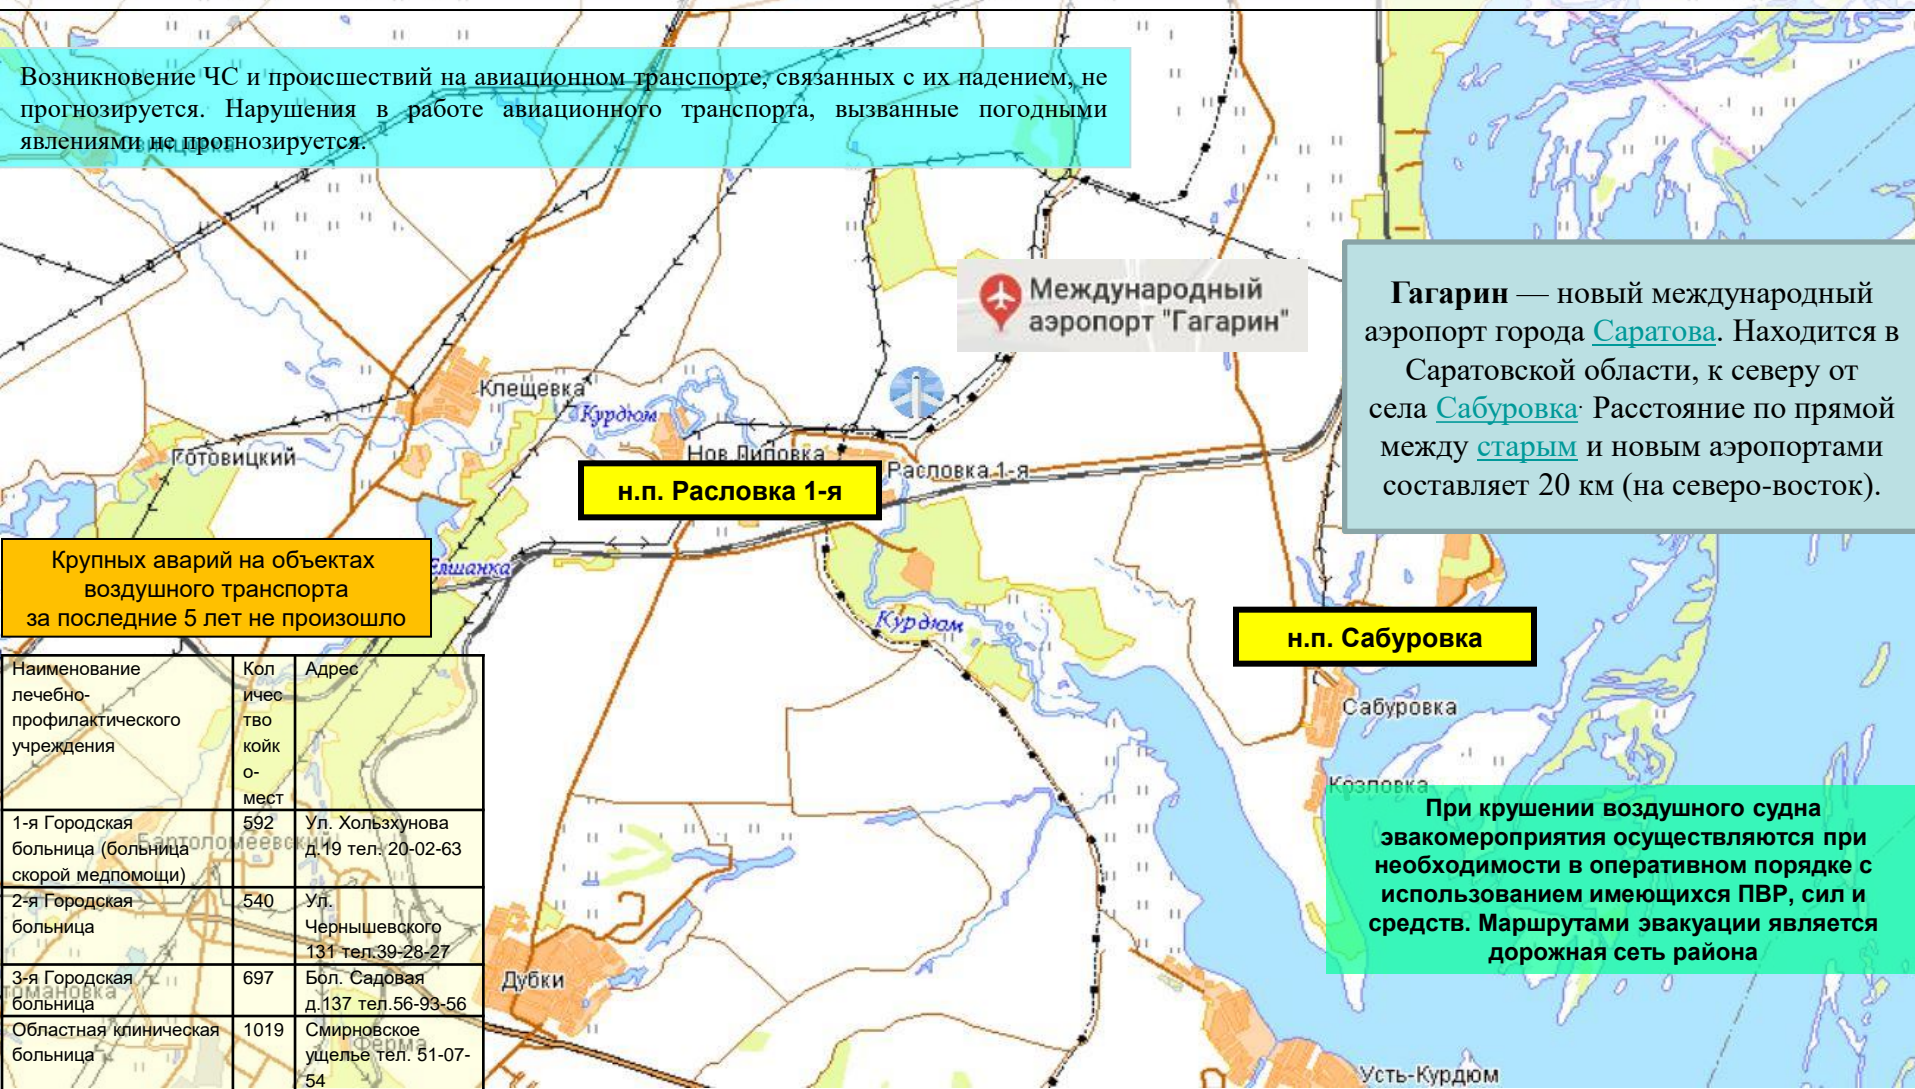 Возникновение ЧС и происшествий на авиационном транспорте, связанных с их падением, не
прогнозируется. Нарушения в работе авиационного транспорта, вызванные погодными
явлениями не прогнозируется.
Международный
аэропорт "Гагарин"
Гагарин — новый международный
аэропорт города Саратова. Находится в
Саратовской области, к северу от
села Сабуровка. Расстояние по прямой
между старым и новым аэропортами
составляет 20 км (на северо-восток).
Клещевка
Курдюм
Готовицкий
Нов.Липовка
Расловка 1-я
н.п. Расловка 1-я
Крупных аварий на объектах
воздушного транспорта
за последние 5 лет не произошло
Елшанка
Курдюм
н.п. Сабуровка
Сабуровка
Козловка
При крушении воздушного судна
эвакомероприятия осуществляются при
необходимости в оперативном порядке с
использованием имеющихся ПВР, сил и
средств. Маршрутами эвакуации является
дорожная сеть района
Наименование
лечебно-
профилактического
учреждения
Кол
ичес
тво
койк
о-
мест
Адрес
1-я Городская
больница (больница
скорой медпомощи)
592
Ул. Хользхунова
д.19 тел. 20-02-63
2-я Городская
больница
540
Ул.
Чернышевского
131 тел.39-28-27
3-я Городская
больница
697
Бол. Садовая
д.137 тел.56-93-56
Областная клиническая
больница
1019
Смирновское
ущелье тел. 51-07-
54
Бартоломеевский
Ферма
Дубки
Усть-Курдюм